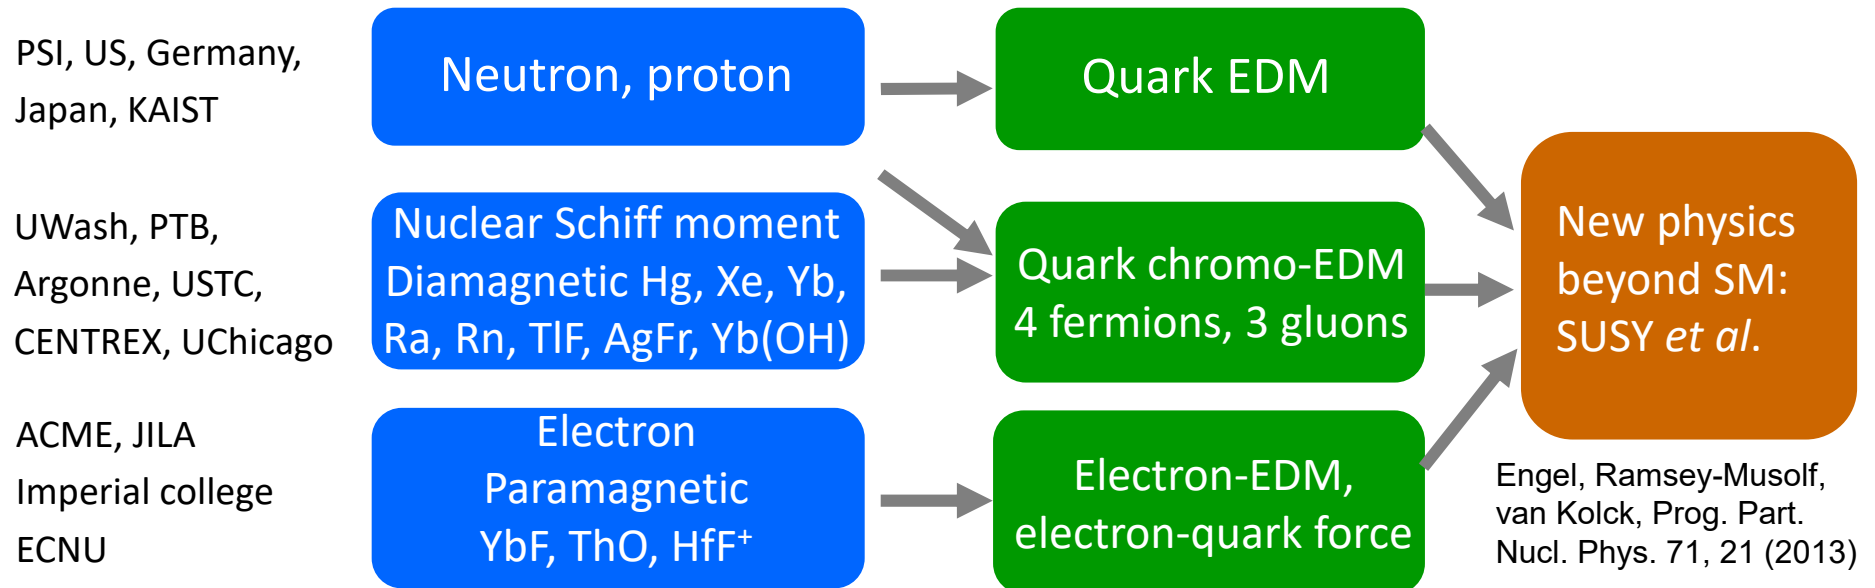 PSI, US, Germany,
Japan, KAIST
Neutron, proton
Quark EDM
UWash, PTB,
Argonne, USTC,
CENTREX, UChicago
Nuclear Schiff moment
Diamagnetic Hg, Xe, Yb,
Ra, Rn, TlF, AgFr, Yb(OH)
Quark chromo-EDM
4 fermions, 3 gluons
New physics
beyond SM:
SUSY et al.
ACME, JILA
Imperial college
ECNU
Electron
Paramagnetic
YbF, ThO, HfF⁺
Electron-EDM,
electron-quark force
Engel, Ramsey-Musolf,
van Kolck, Prog. Part.
Nucl. Phys. 71, 21 (2013)